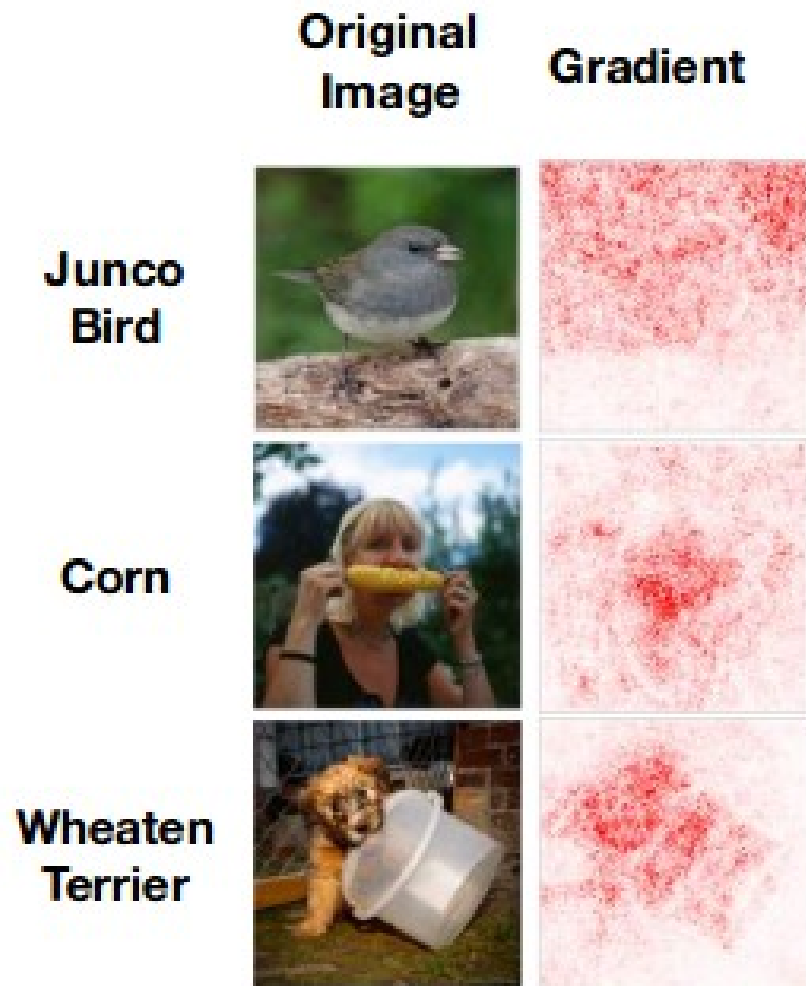 Original
Image
Gradient
Junco
Bird
Corn
Wheaten
Terrier